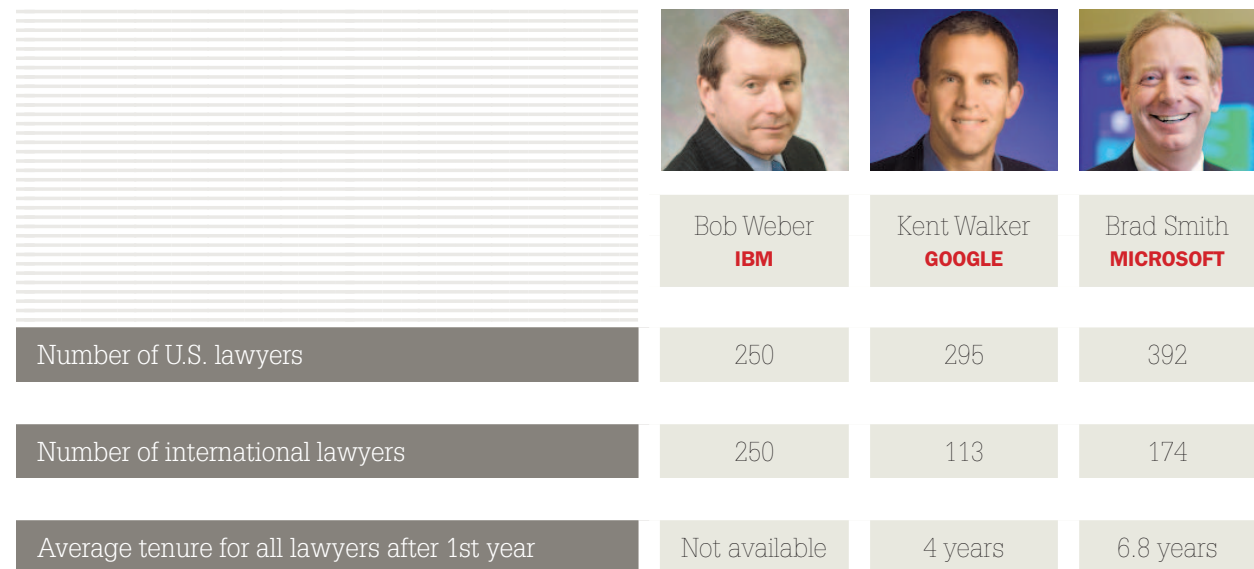 Bob Weber
IBM
Kent Walker
GOOGLE
Brad Smith
MICROSOFT
Number of U.S. lawyers
250
295
392
Number of international lawyers
250
113
174
Average tenure for all lawyers after 1st year
Not available
4 years
6.8 years